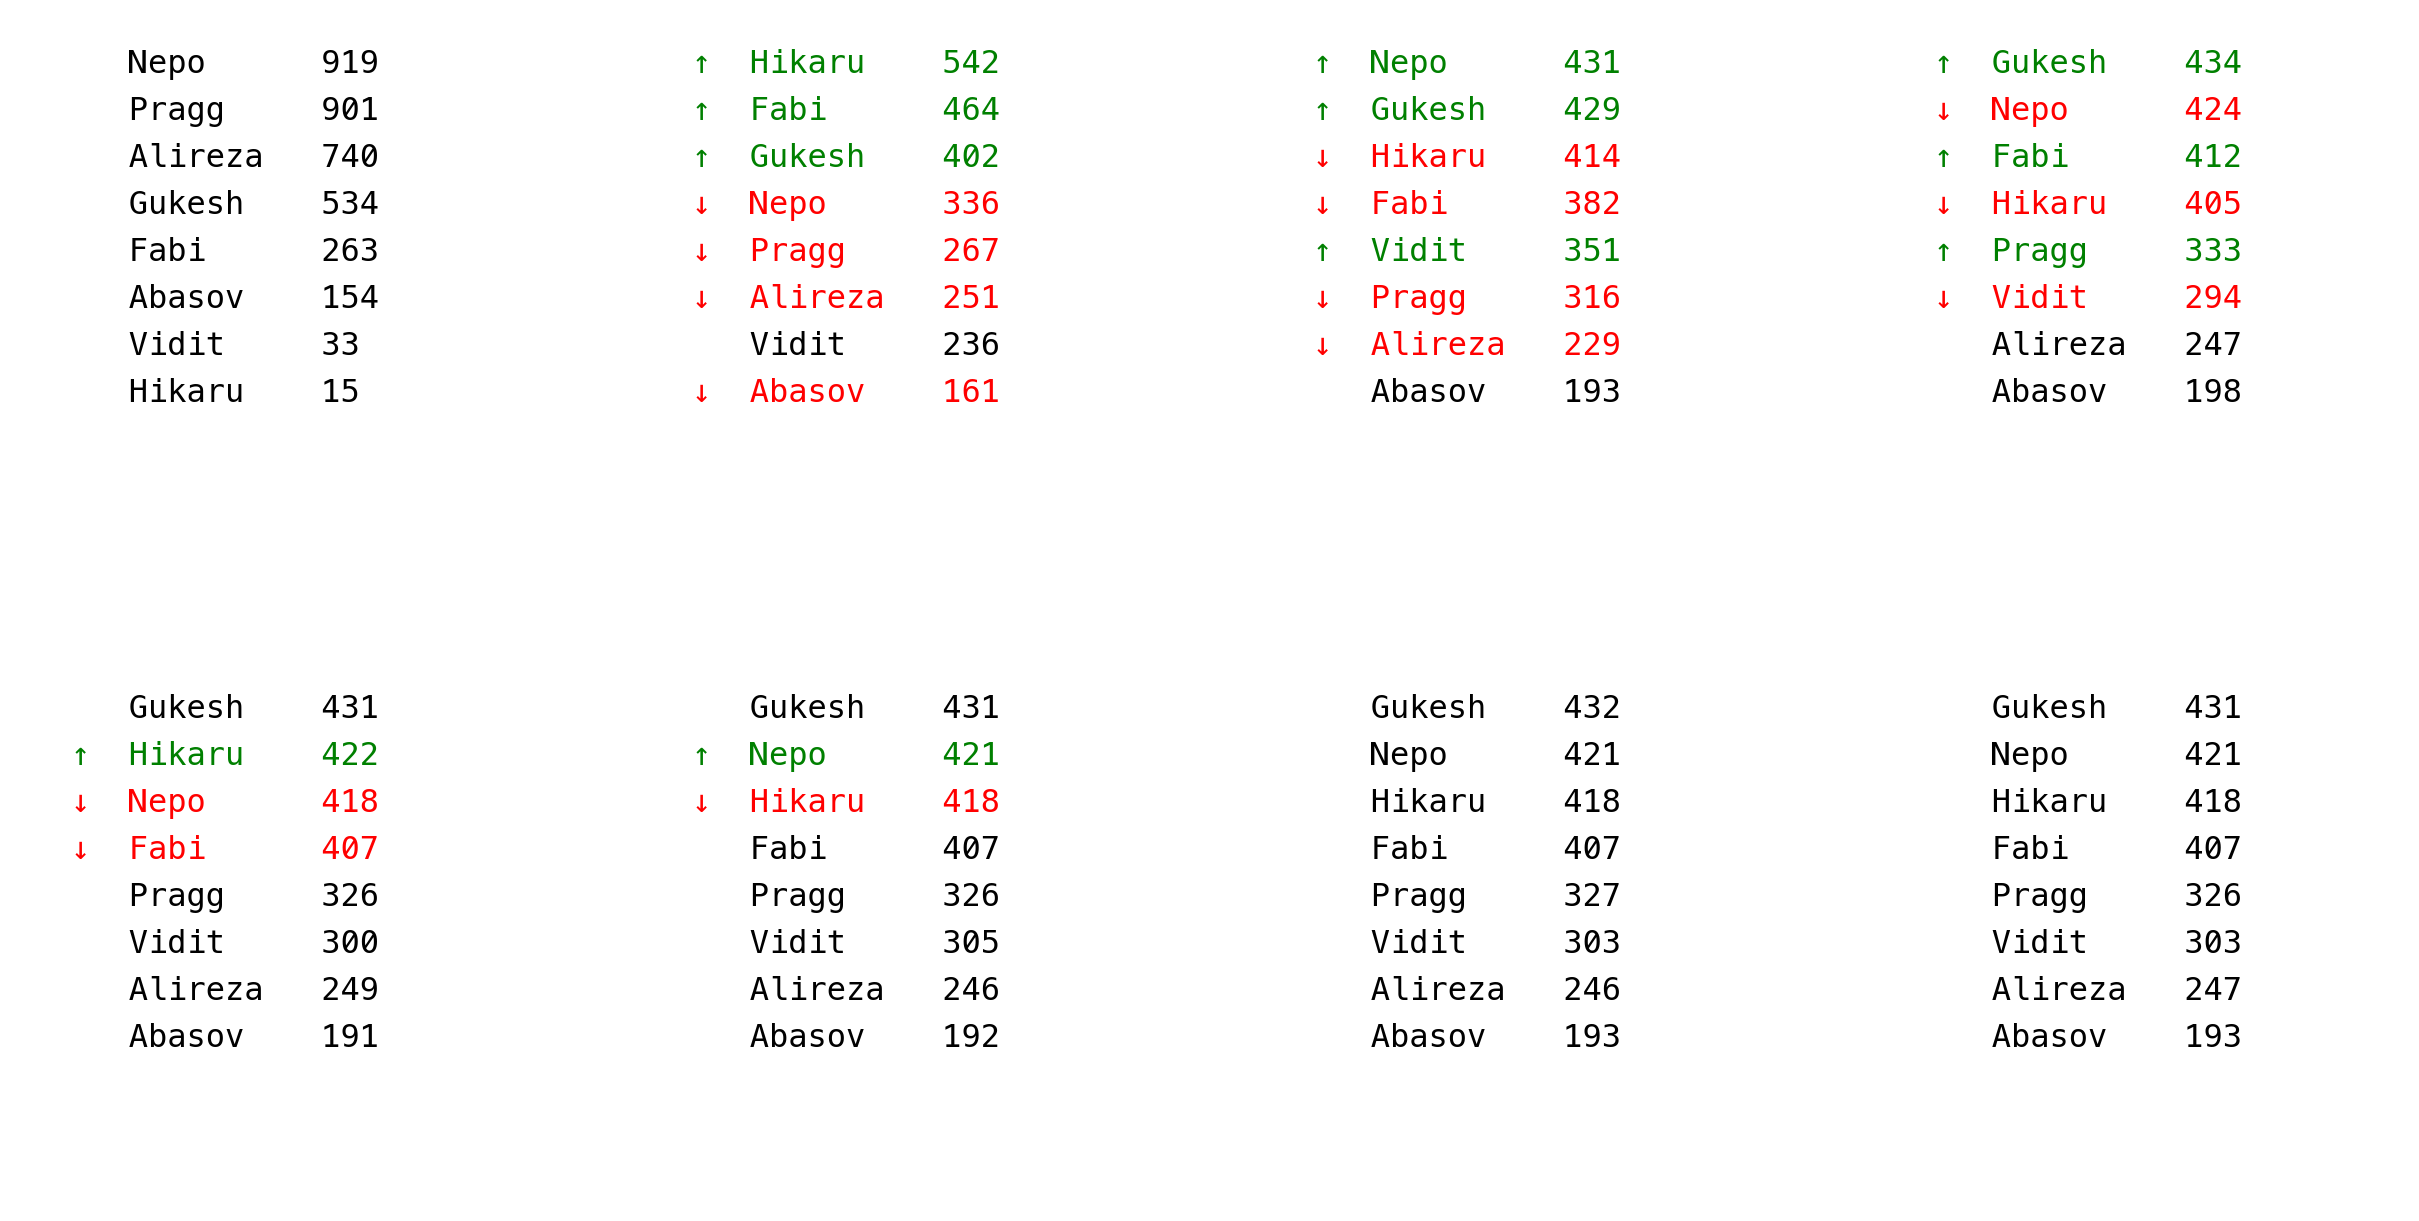 Nepo 919
Pragg 901
Alireza 740
Gukesh 534
Fabi 263
Abasov 154
Vidit 33
Hikaru 15
↑ Hikaru 542
↑ Fabi 464
↑ Gukesh 402
↓ Nepo 336
↓ Pragg 267
↓ Alireza 251
Vidit 236
↓ Abasov 161
↑ Nepo 431
↑ Gukesh 429
↓ Hikaru 414
↓ Fabi 382
↑ Vidit 351
↓ Pragg 316
↓ Alireza 229
Abasov 193
↑ Gukesh 434
↓ Nepo 424
↑ Fabi 412
↓ Hikaru 405
↑ Pragg 333
↓ Vidit 294
Alireza 247
Abasov 198
Gukesh 431
↑ Hikaru 422
↓ Nepo 418
↓ Fabi 407
Pragg 326
Vidit 300
Alireza 249
Abasov 191
Gukesh 431
↑ Nepo 421
↓ Hikaru 418
Fabi 407
Pragg 326
Vidit 305
Alireza 246
Abasov 192
Gukesh 432
Nepo 421
Hikaru 418
Fabi 407
Pragg 327
Vidit 303
Alireza 246
Abasov 193
Gukesh 431
Nepo 421
Hikaru 418
Fabi 407
Pragg 326
Vidit 303
Alireza 247
Abasov 193